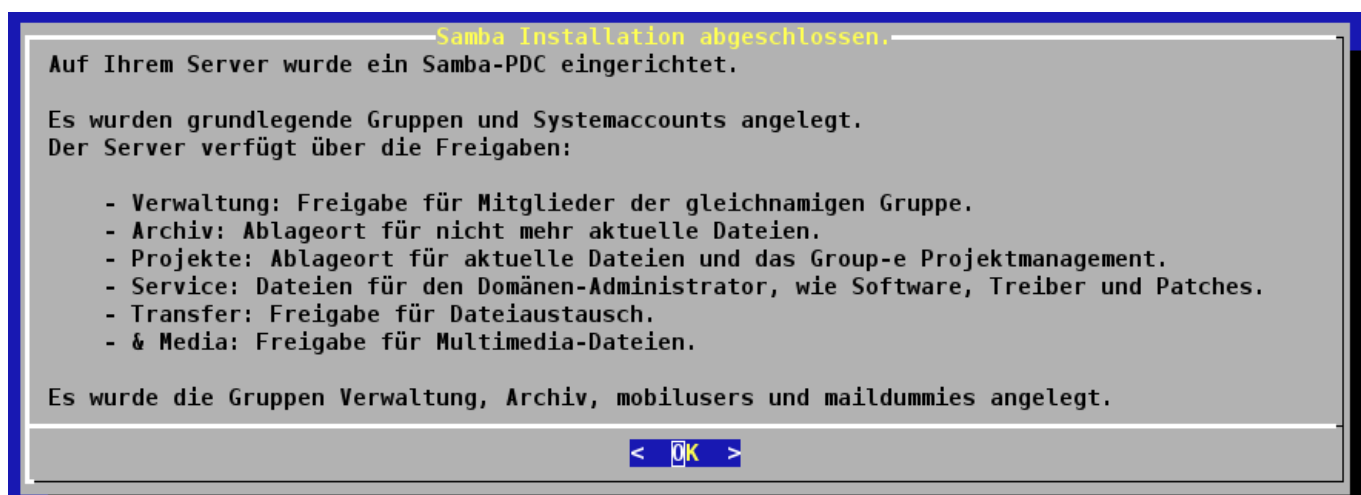 Samba Installation abgeschlossen.
Auf Ihrem Server wurde ein Samba-PDC eingerichtet.
Es wurden grundlegende Gruppen und Systemaccounts angelegt.
Der Server verfügt über die Freigaben:
- Verwaltung: Freigabe für Mitglieder der gleichnamigen Gruppe.
- Archiv: Ablageort für nicht mehr aktuelle Dateien.
- Projekte: Ablageort für aktuelle Dateien und das Group-e Projektmanagement.
- Service: Dateien für den Domänen-Administrator, wie Software, Treiber und Patches.
- Transfer: Freigabe für Dateiaustausch.
- & Media: Freigabe für Multimedia-Dateien.
Es wurde die Gruppen Verwaltung, Archiv, mobilusers und maildummies angelegt.
< OK >